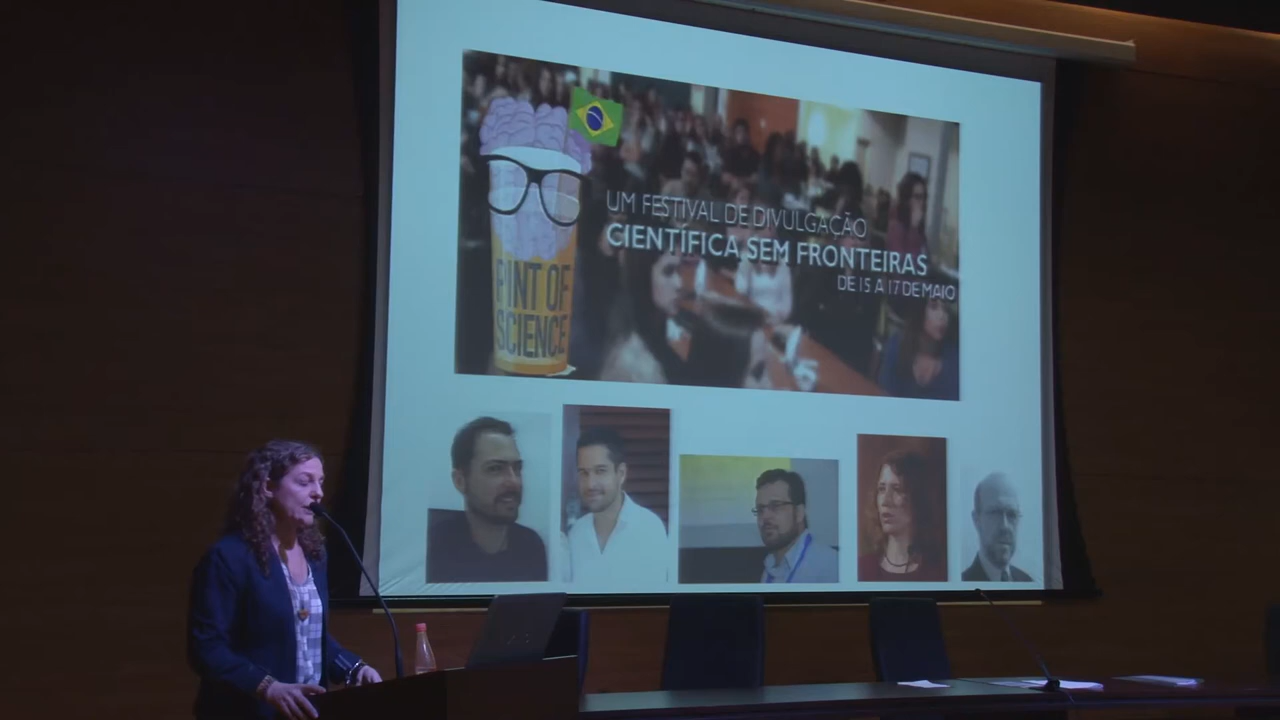 UM FESTIVAL DE DIVULGAÇÃO
CIENTÍFICA SEM FRONTEIRAS
DE 15 A 17 DE MAIO
PINT OF
SCIENCE